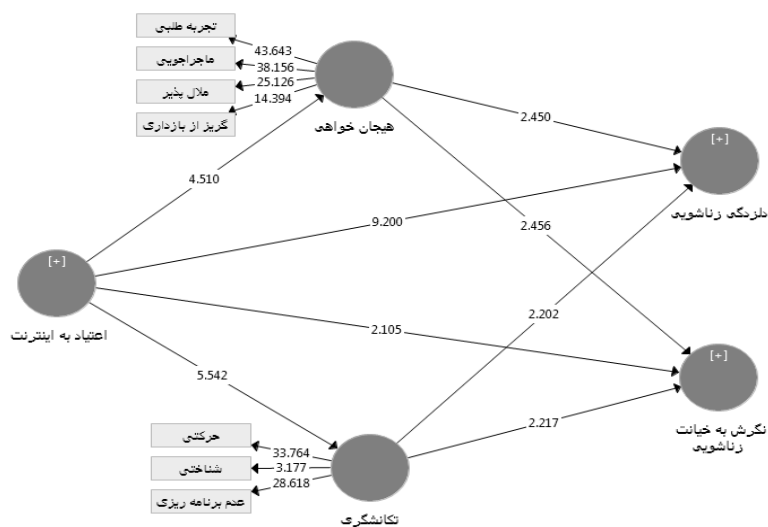 تجربه طلبی
ماجراجویی
ملال پذیر
گریز از بازداری
43.643
38.156
25.126
14.394
هیجان خواهی
4.510
2.450
[+]
دلزدگی زناشویی
9.200
2.456
[+]
اعتیاد به اینترنت
2.202
2.105
[+]
نگرش به خیانت
زناشویی
5.542
2.217
حرکتی
شناختی
عدم برنامه ریزی
33.764
3.177
28.618
تکانشگری